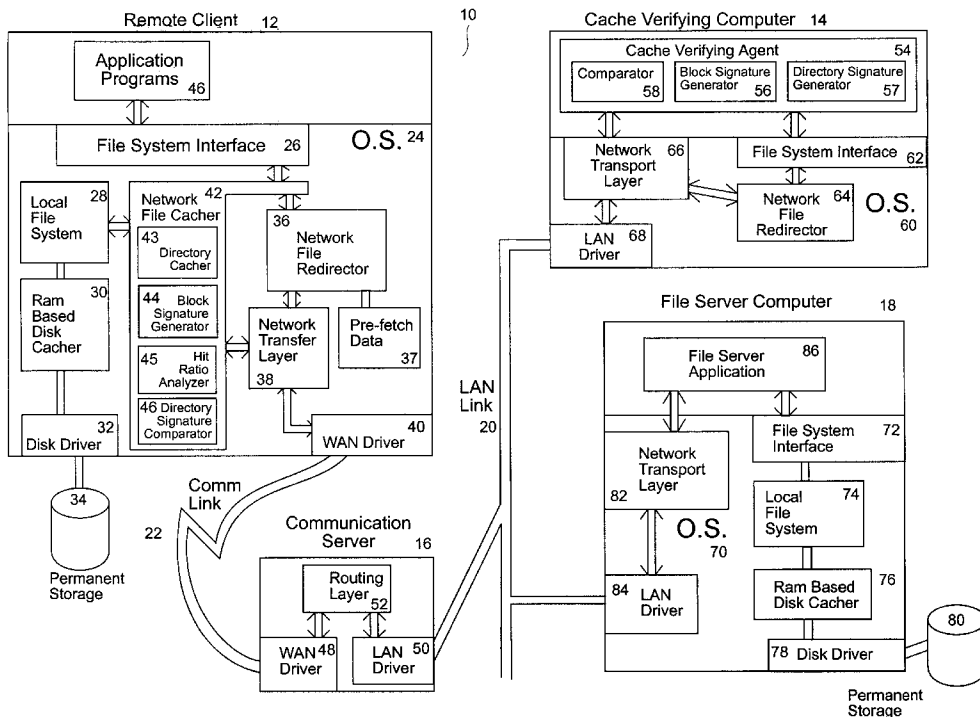 Remote Client 12
10
Cache Verifying Computer 14
Application
Programs
46
File System Interface 26
O.S. 24
28
Local
File
System
30
Ram
Based
Disk
Cacher
32
Disk Driver
34
Permanent
Storage
42
Network
File Cacher
43
Directory
Cacher
44 Block
Signature
Generator
45 Hit
Ratio
Analyzer
46 Directory
Signature
Comparator
36
Network
File
Redirector
Network
Transfer
Layer
38
Pre-fetch
Data
37
40
WAN Driver
Comm
Link
22
Communication
Server 16
Routing
Layer
52
WAN 48
Driver
LAN 50
Driver
LAN
Link
20
Cache Verifying Agent 54
Comparator
58
Block Signature
Generator
56
Directory Signature
Generator
57
Network
Transport
Layer
66
File System Interface
62
Network
File
Redirector
64
O.S.
60
LAN
Driver
68
File Server Computer 18
File Server
Application
86
Network
Transport
Layer
82
File System
Interface
72
Local
File
System
74
O.S.
70
84 LAN
Driver
Ram Based
Disk Cacher
76
78 Disk Driver
80
Permanent
Storage